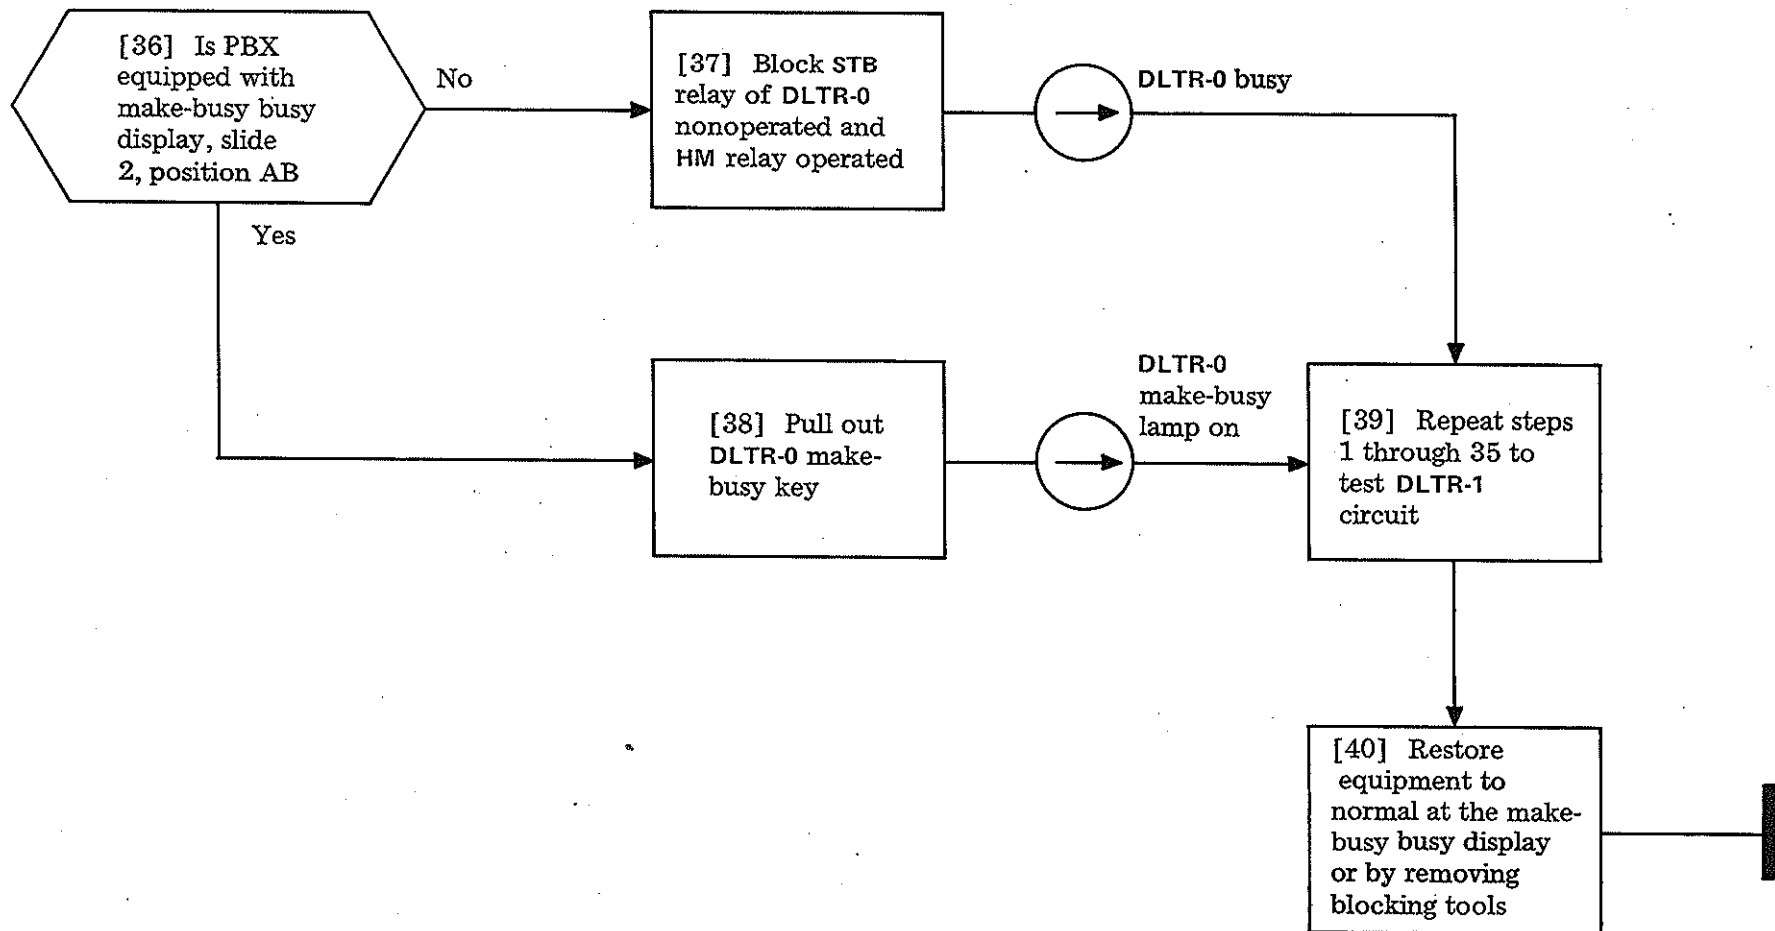 [36] Is PBX
equipped with
make-busy busy
display, slide
2, position AB
No
Yes
[37] Block STB
relay of DLTR-0
nonoperated and
HM relay operated
DLTR-0 busy
[38] Pull out
DLTR-0 make-
busy key
DLTR-0
make-busy
lamp on
[39] Repeat steps
1 through 35 to
test DLTR-1
circuit
[40] Restore
equipment to
normal at the make-
busy busy display
or by removing
blocking tools